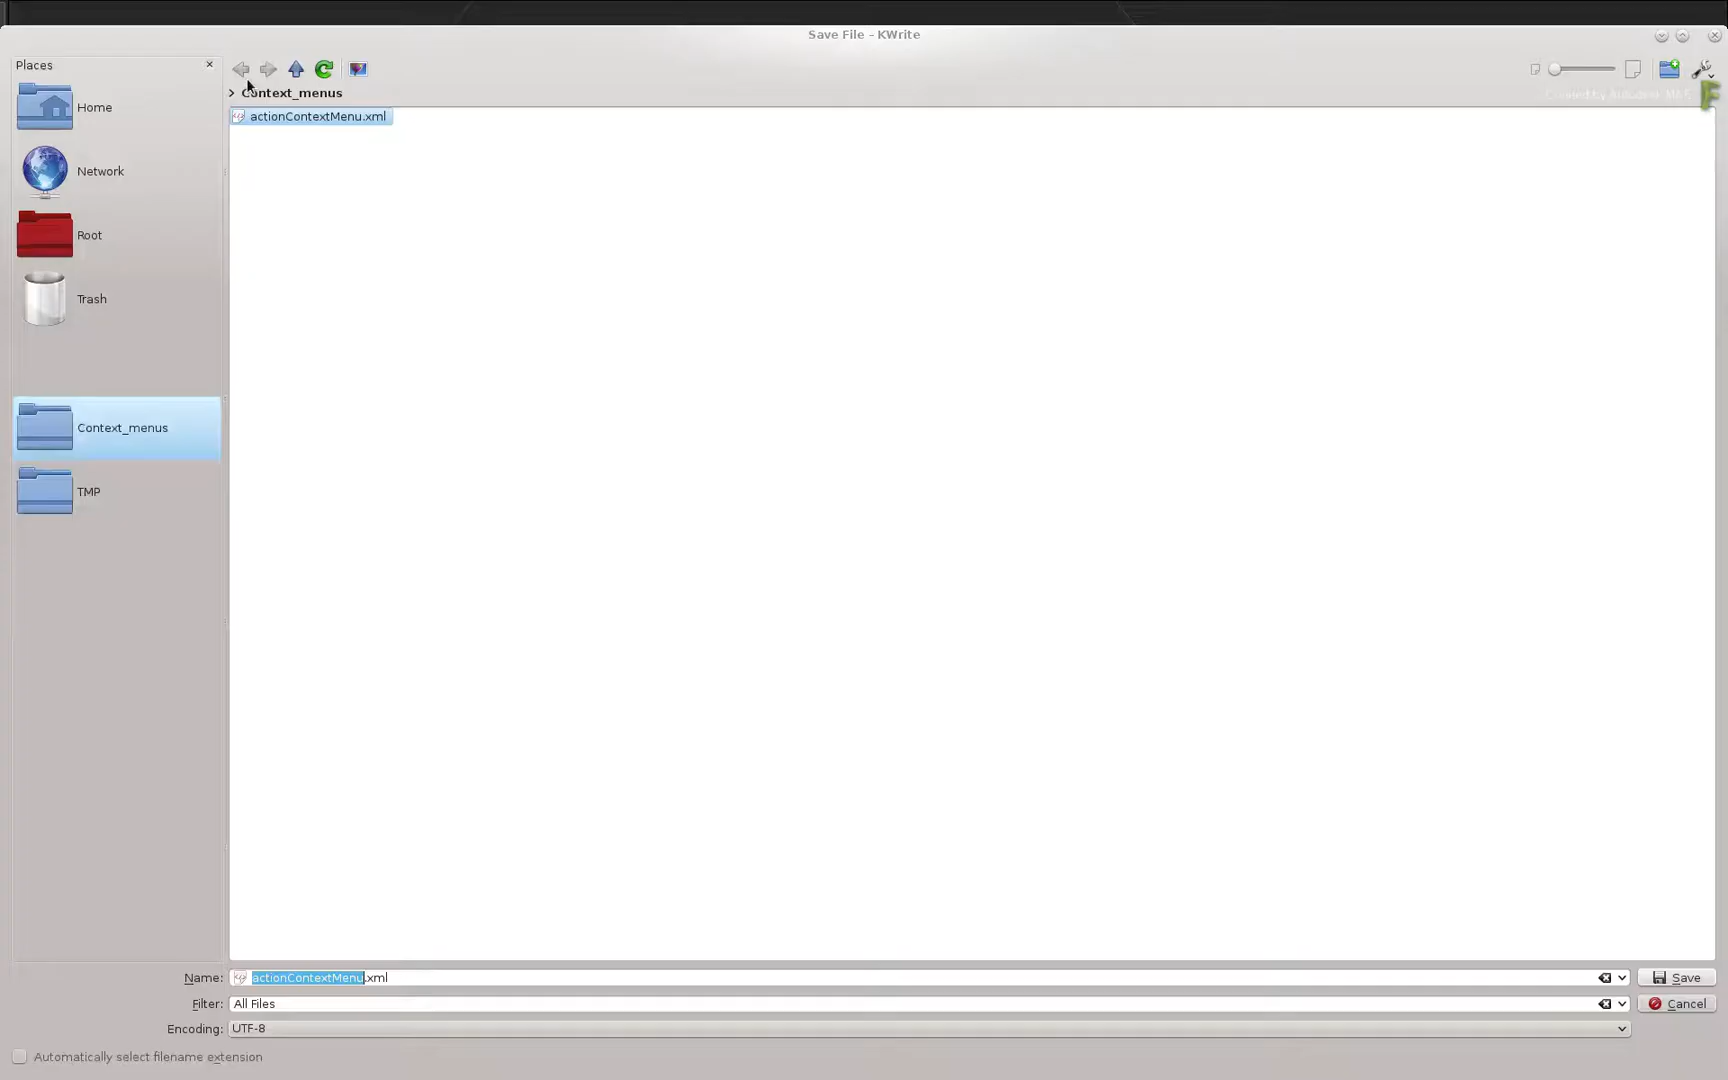 Save File - KWrite
Places
Home
Network
Root
Trash
Context_menus
TMP
> Context_menus
actionContextMenu.xml
Name: actionContextMenu.xml
Save
Filter: All Files
Cancel
Encoding: UTF-8
Automatically select filename extension